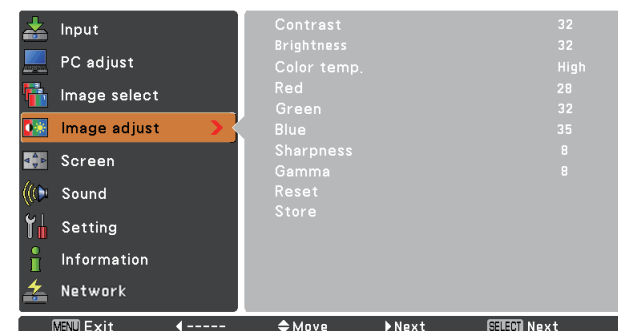 Input
PC adjust
Image select
Image adjust
Screen
Sound
Setting
Information
Network
Contrast 32
Brightness 32
Color temp. High
Red 28
Green 32
Blue 35
Sharpness 8
Gamma 8
Reset
Store
MENU Exit ----- Move Next SELECT Next